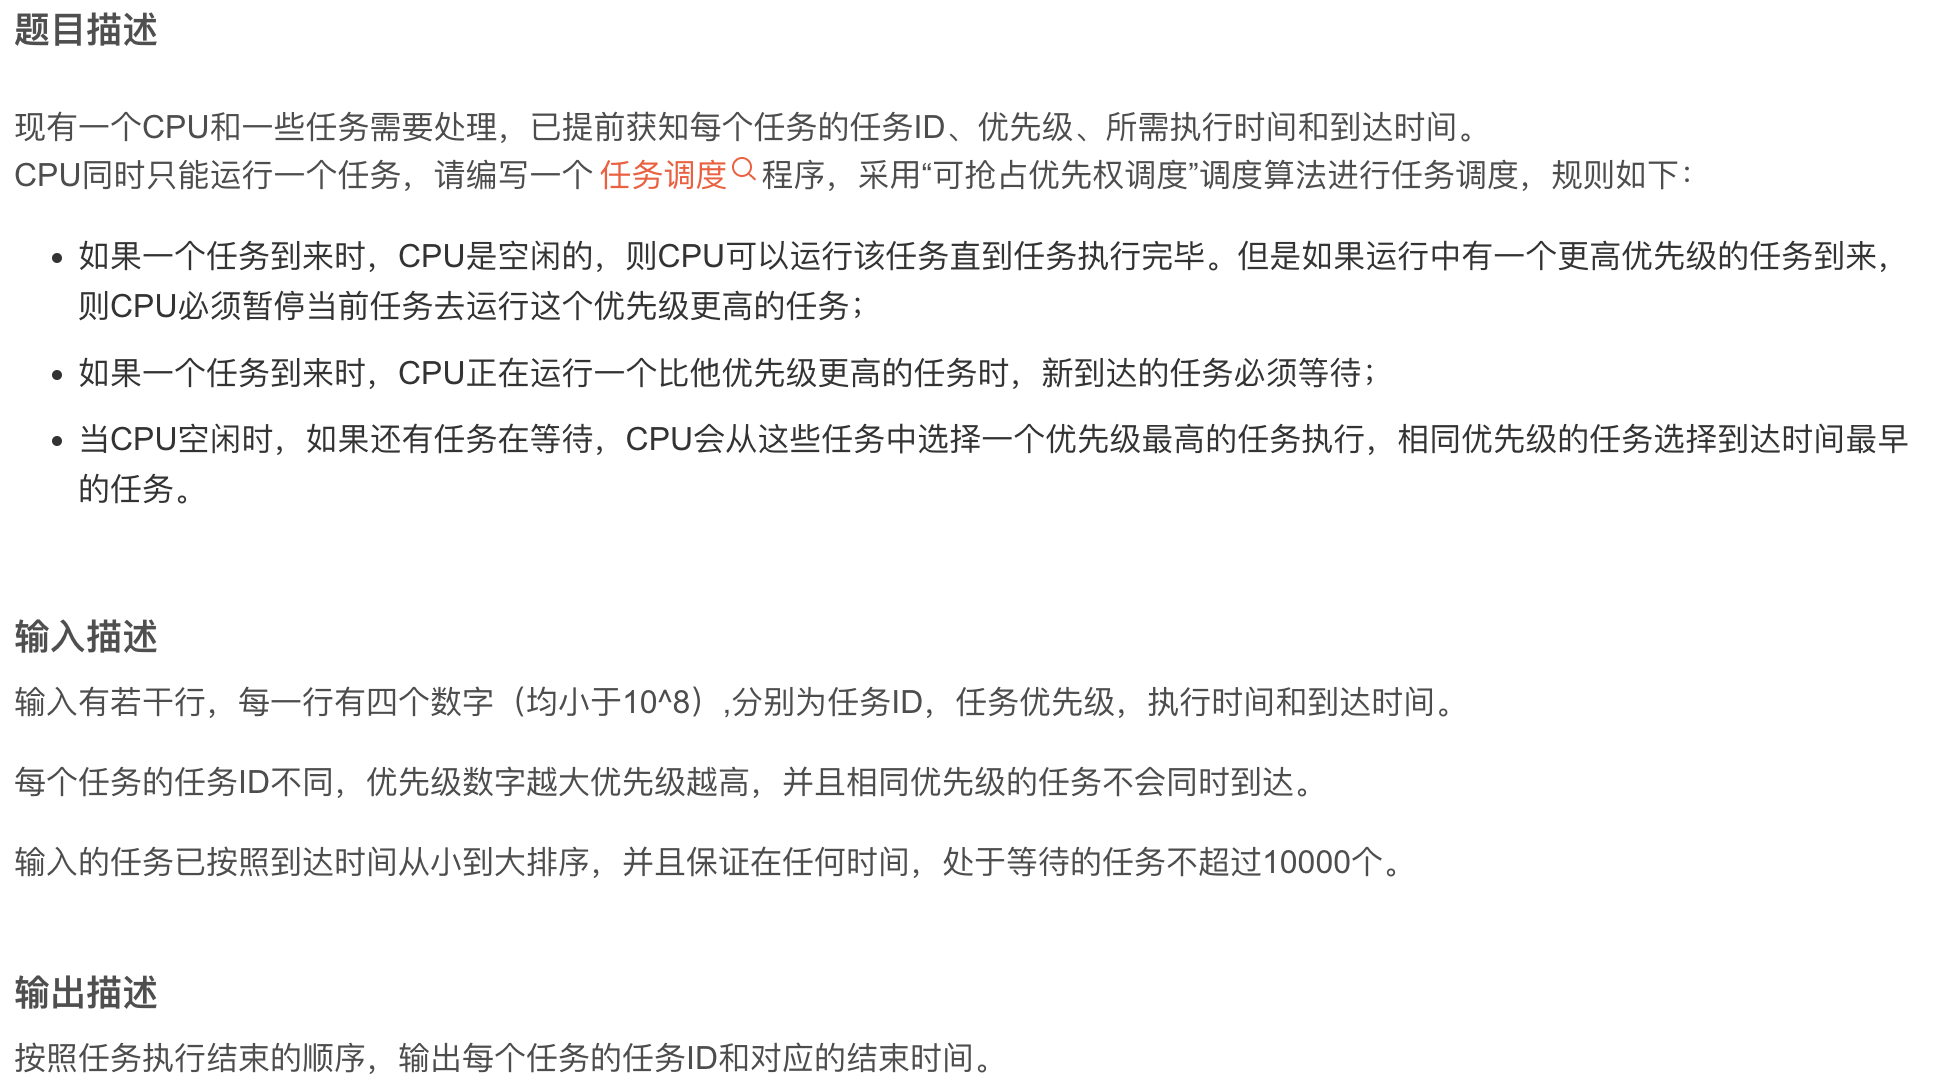 题目描述
现有一个CPU和一些任务需要处理，已提前获知每个任务的任务ID、优先级、所需执行时间和到达时间。
CPU同时只能运行一个任务，请编写一个 任务调度 程序，采用“可抢占优先权调度”调度算法进行任务调度，规则如下：
• 如果一个任务到来时，CPU是空闲的，则CPU可以运行该任务直到任务执行完毕。但是如果运行中有一个更高优先级的任务到来，
则CPU必须暂停当前任务去运行这个优先级更高的任务；
• 如果一个任务到来时，CPU正在运行一个比他优先级更高的任务时，新到达的任务必须等待；
• 当CPU空闲时，如果还有任务在等待，CPU会从这些任务中选择一个优先级最高的任务执行，相同优先级的任务选择到达时间最早
的任务。
输入描述
输入有若干行，每一行有四个数字（均小于10^8）,分别为任务ID，任务优先级，执行时间和到达时间。
每个任务的任务ID不同，优先级数字越大优先级越高，并且相同优先级的任务不会同时到达。
输入的任务已按照到达时间从小到大排序，并且保证在任何时间，处于等待的任务不超过10000个。
输出描述
按照任务执行结束的顺序，输出每个任务的任务ID和对应的结束时间。